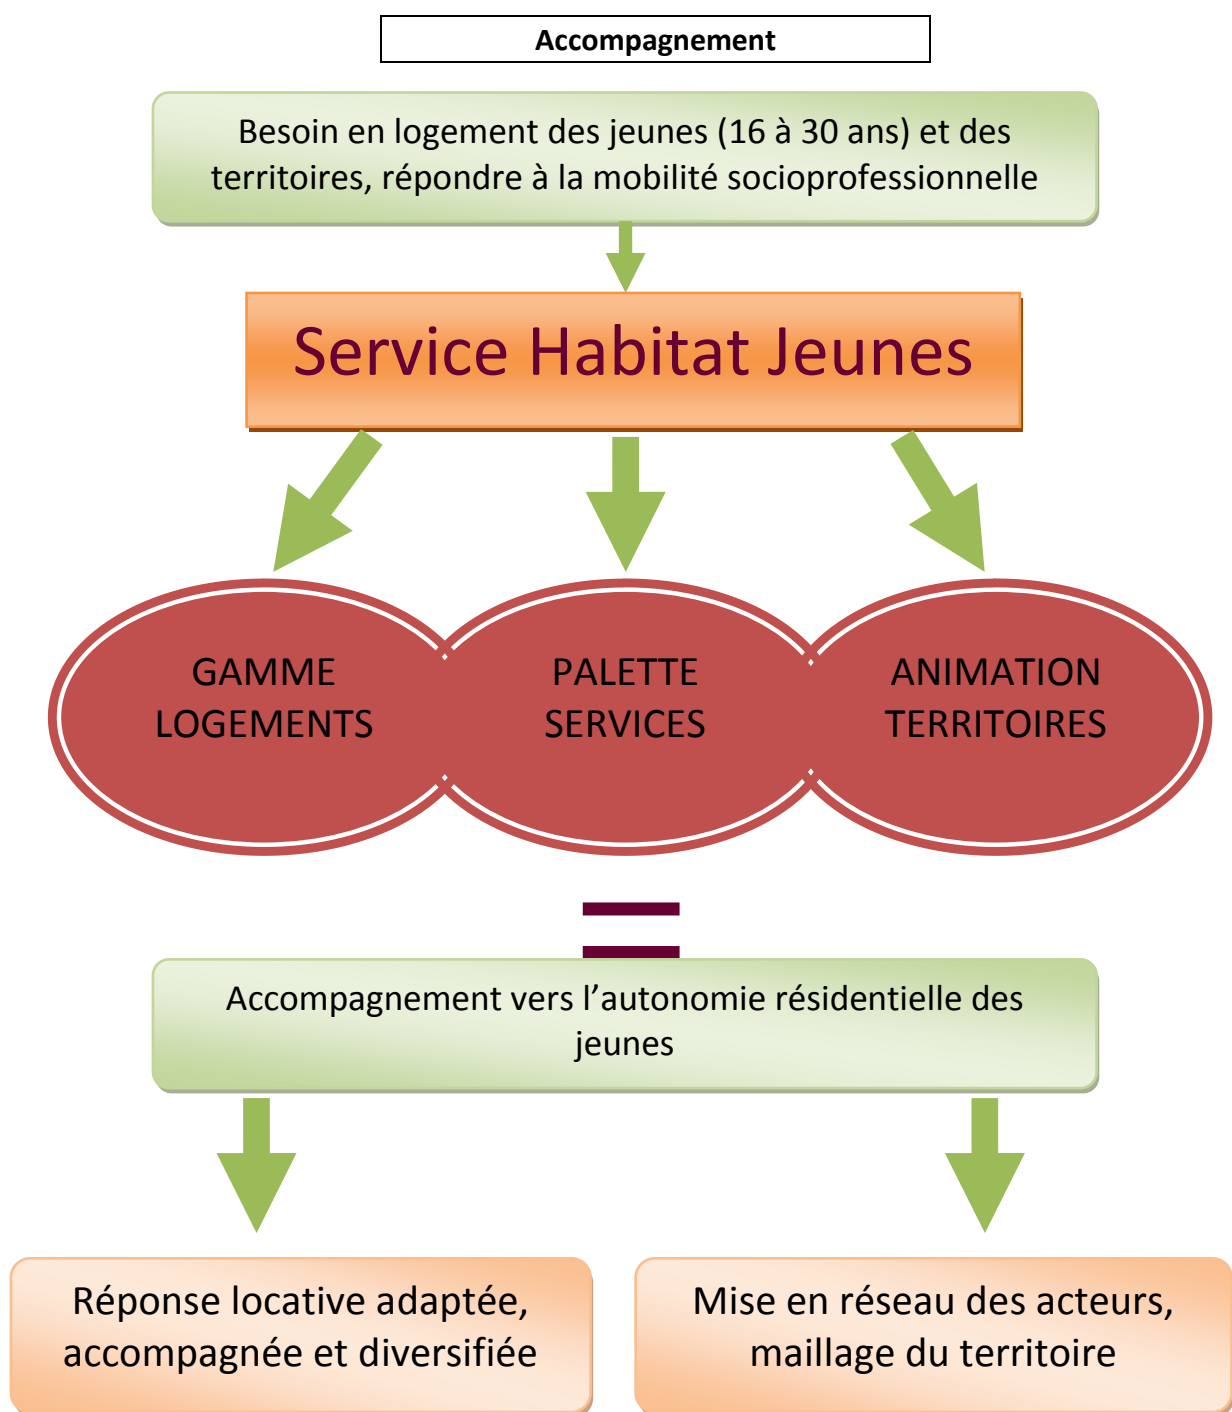 Accompagnement
Besoin en logement des jeunes (16 à 30 ans) et des
territoires, répondre à la mobilité socioprofessionnelle
Service Habitat Jeunes
GAMME
LOGEMENTS
PALETTE
SERVICES
ANIMATION
TERRITOIRES
Accompagnement vers l’autonomie résidentielle des
jeunes
Réponse locative adaptée,
accompagnée et diversifiée
Mise en réseau des acteurs,
maillage du territoire